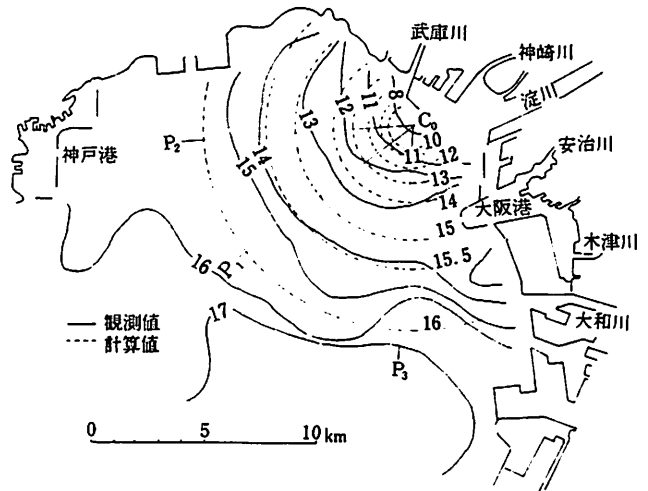 武庫川
神崎川
淀川
安治川
大阪港
木津川
大和川
神戸港
P₂
P₁
P₃
C₀
8
10
11
12
13
14
15
15.5
16
11
12
13
14
15
16
17
観測値
計算値
0 5 10 km